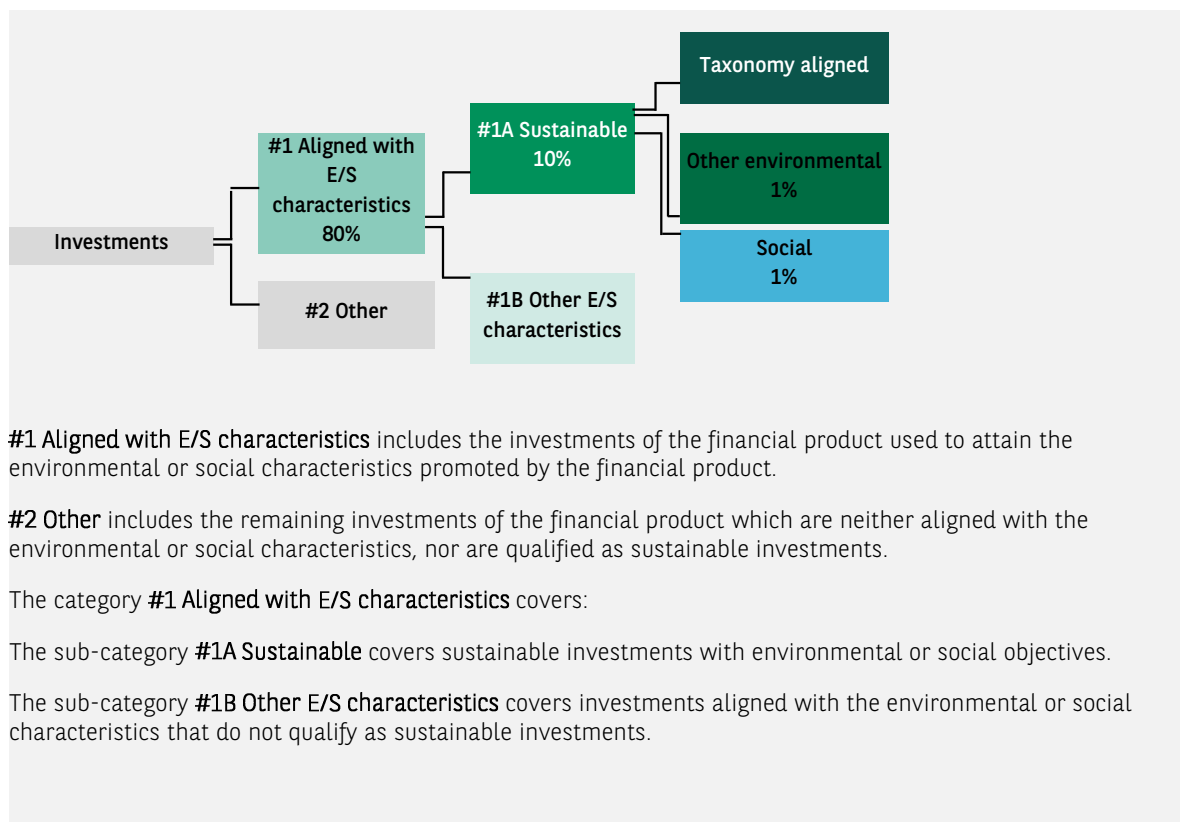 Taxonomy aligned
#1A Sustainable
10%
#1 Aligned with
E/S
characteristics
80%
Other environmental
1%
Investments
Social
1%
#2 Other
#1B Other E/S
characteristics
#1 Aligned with E/S characteristics includes the investments of the financial product used to attain the
environmental or social characteristics promoted by the financial product.
#2 Other includes the remaining investments of the financial product which are neither aligned with the
environmental or social characteristics, nor are qualified as sustainable investments.
The category #1 Aligned with E/S characteristics covers:
The sub-category #1A Sustainable covers sustainable investments with environmental or social objectives.
The sub-category #1B Other E/S characteristics covers investments aligned with the environmental or social
characteristics that do not qualify as sustainable investments.